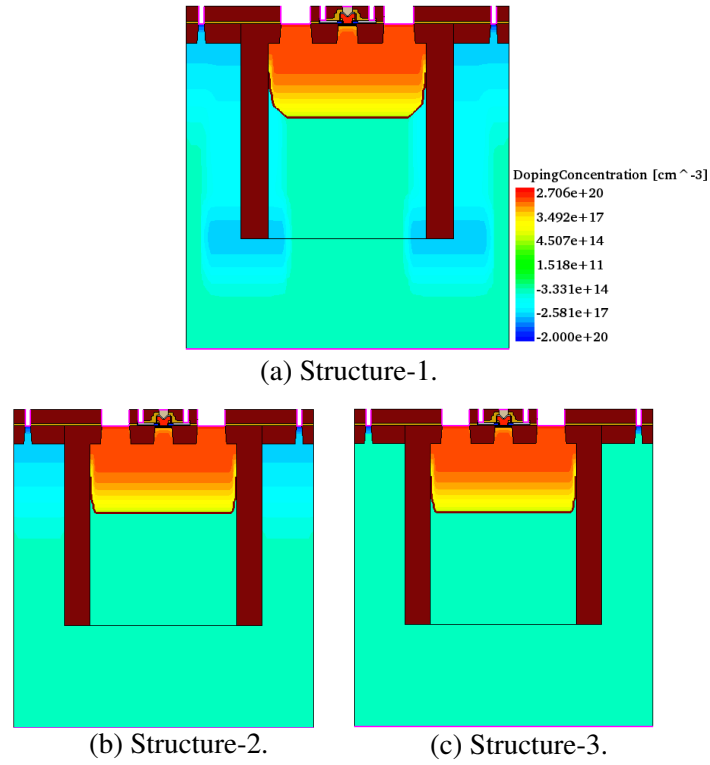 DopingConcentration [cm^-3]
2.706e+20
3.492e+17
4.507e+14
1.518e+11
-3.331e+14
-2.581e+17
-2.000e+20
(a) Structure-1.
(b) Structure-2.
(c) Structure-3.